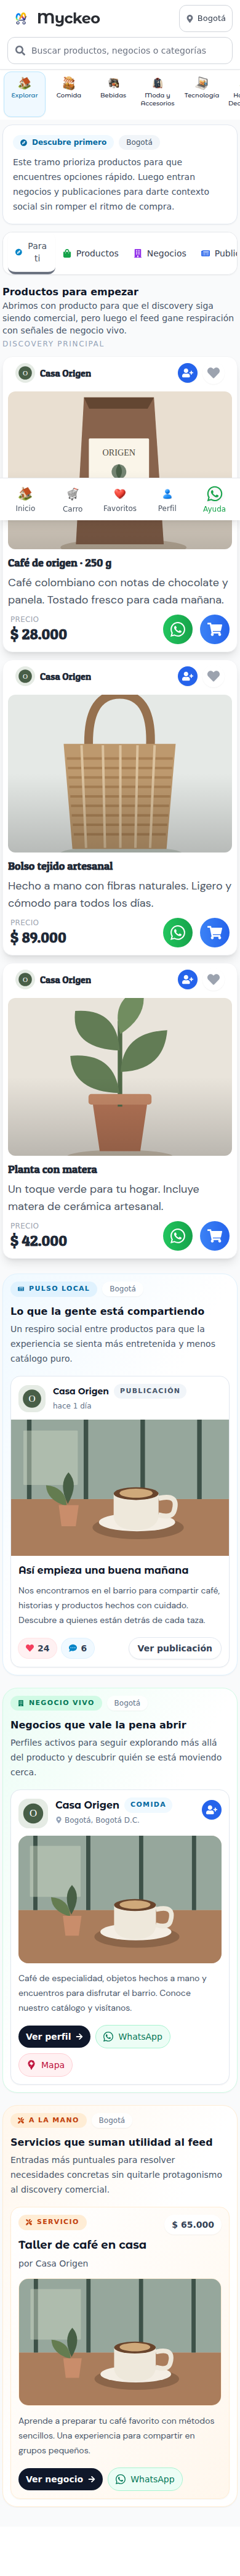 Myckeo
Bogotá
Buscar productos, negocios o categorías
Explorar
Comida
Bebidas
Moda y
Accesorios
Tecnología
Descubre primero
Bogotá
Este tramo prioriza productos para que
encuentres opciones rápido. Luego entran
negocios y publicaciones para darte contexto
social sin romper el ritmo de compra.
Para
ti
Productos
Negocios
Productos para empezar
Abrimos con producto para que el discovery siga
siendo comercial, pero luego el feed gane respiración
con señales de negocio vivo.
DISCOVERY PRINCIPAL
O
Casa Origen
ORIGEN
Inicio
Carro
Favoritos
Perfil
Ayuda
Café de origen · 250 g
Café colombiano con notas de chocolate y
panela. Tostado fresco para cada mañana.
PRECIO
$ 28.000
O
Casa Origen
Bolso tejido artesanal
Hecho a mano con fibras naturales. Ligero y
cómodo para todos los días.
PRECIO
$ 89.000
O
Casa Origen
Planta con matera
Un toque verde para tu hogar. Incluye
matera de cerámica artesanal.
PRECIO
$ 42.000
PULSO LOCAL
Bogotá
Lo que la gente está compartiendo
Un respiro social entre productos para que la
experiencia se sienta más entretenida y menos
catálogo puro.
O
Casa Origen
PUBLICACIÓN
hace 1 día
Así empieza una buena mañana
Nos encontramos en el barrio para compartir café,
historias y productos hechos con cuidado.
Descubre a quienes están detrás de cada taza.
24
6
Ver publicación
NEGOCIO VIVO
Bogotá
Negocios que vale la pena abrir
Perfiles activos para seguir explorando más allá
del producto y descubrir quién se está moviendo
cerca.
O
Casa Origen
COMIDA
Bogotá, Bogotá D.C.
Café de especialidad, objetos hechos a mano y
encuentros para disfrutar el barrio. Conoce
nuestro catálogo y visítanos.
Ver perfil →
WhatsApp
Mapa
A LA MANO
Bogotá
Servicios que suman utilidad al feed
Entradas más puntuales para resolver
necesidades concretas sin quitarle protagonismo
al discovery comercial.
SERVICIO
$ 65.000
Taller de café en casa
por Casa Origen
Aprende a preparar tu café favorito con métodos
sencillos. Una experiencia para compartir en
grupos pequeños.
Ver negocio →
WhatsApp